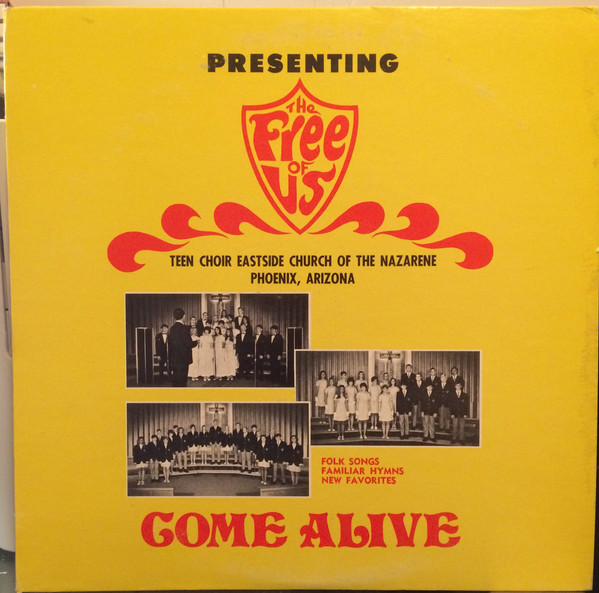 PRESENTING
THE
Free
OF
US
TEEN CHOIR EASTSIDE CHURCH OF THE NAZARENE
PHOENIX, ARIZONA
FOLK SONGS
FAMILIAR HYMNS
NEW FAVORITES
COME ALIVE